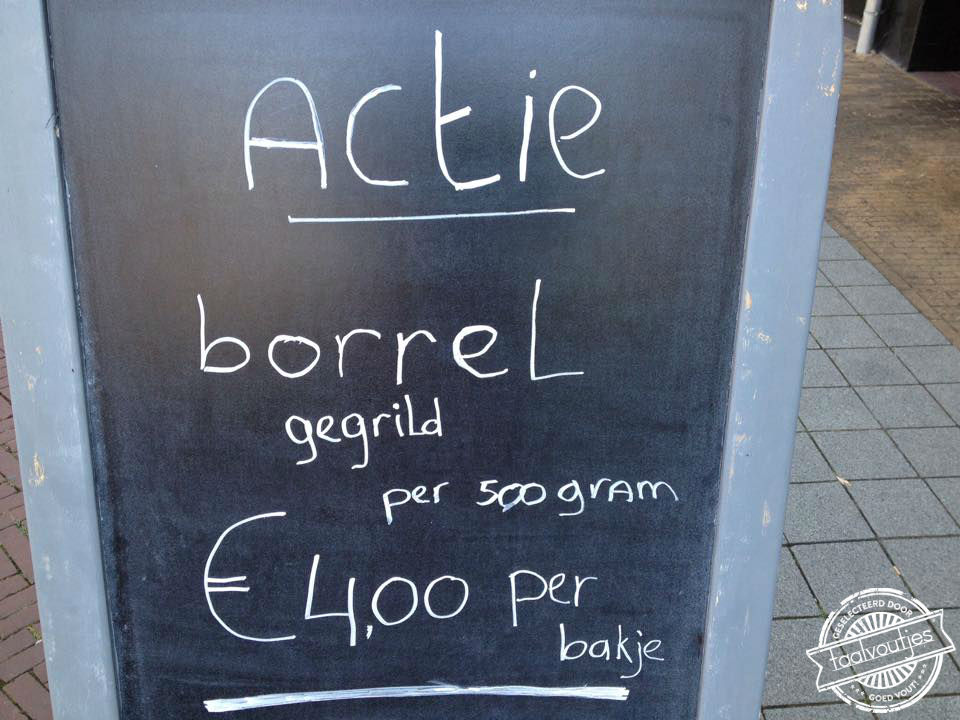 Actie
borrel
gegrild
per 500 gram
€ 4,00 per
bakje
GESELECTEERD DOOR
taalvoutjes
GOED VOUT!